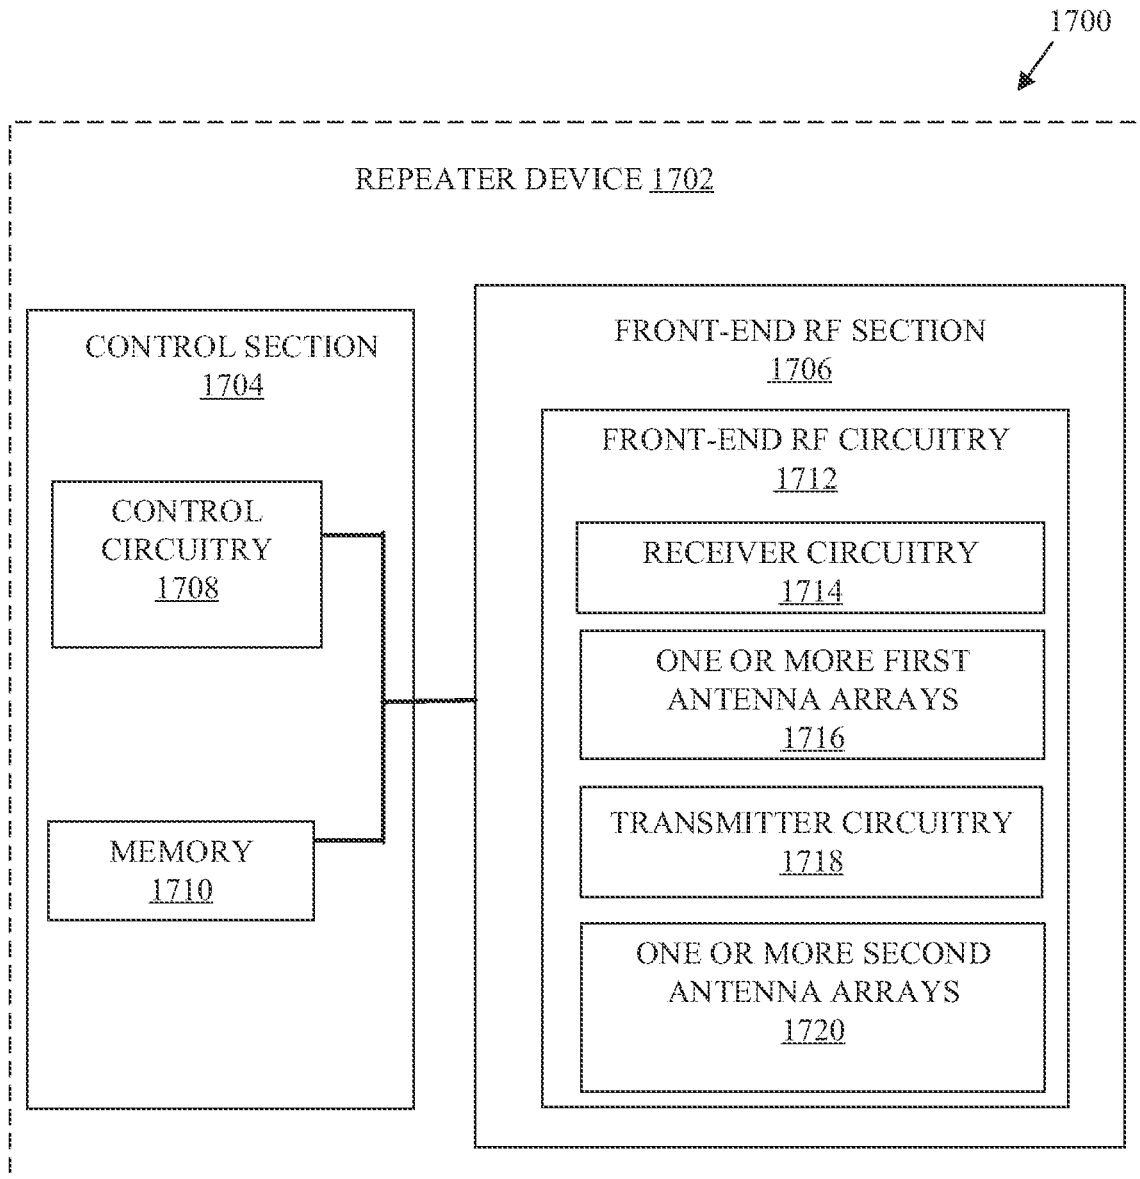 1700
REPEATER DEVICE 1702
CONTROL SECTION
1704
CONTROL
CIRCUITRY
1708
MEMORY
1710
FRONT-END RF SECTION
1706
FRONT-END RF CIRCUITRY
1712
RECEIVER CIRCUITRY
1714
ONE OR MORE FIRST
ANTENNA ARRAYS
1716
TRANSMITTER CIRCUITRY
1718
ONE OR MORE SECOND
ANTENNA ARRAYS
1720